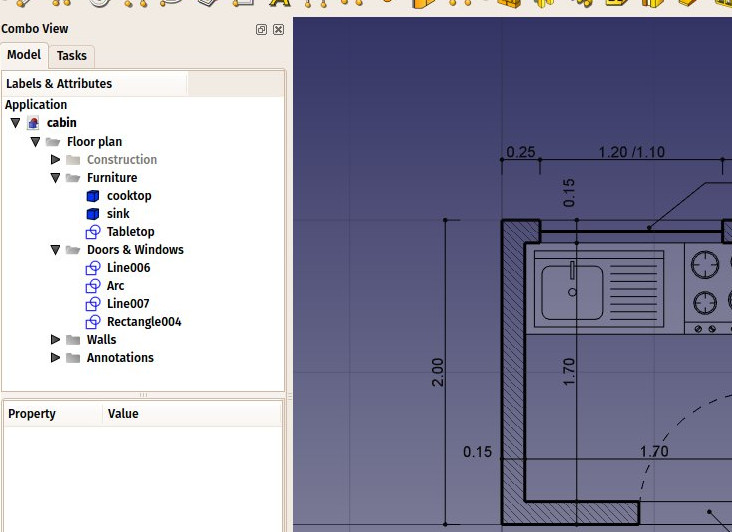 Combo View
Model Tasks
Labels & Attributes
Application
cabin
Floor plan
Construction
Furniture
cooktop
sink
Tabletop
Doors & Windows
Line006
Arc
Line007
Rectangle004
Walls
Annotations
Property Value
0.25 1.20 /1.10
0.15
2.00
1.70
0.15
1.70